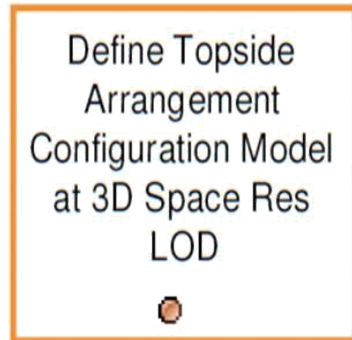 Define Topside
Arrangement
Configuration Model
at 3D Space Res
LOD